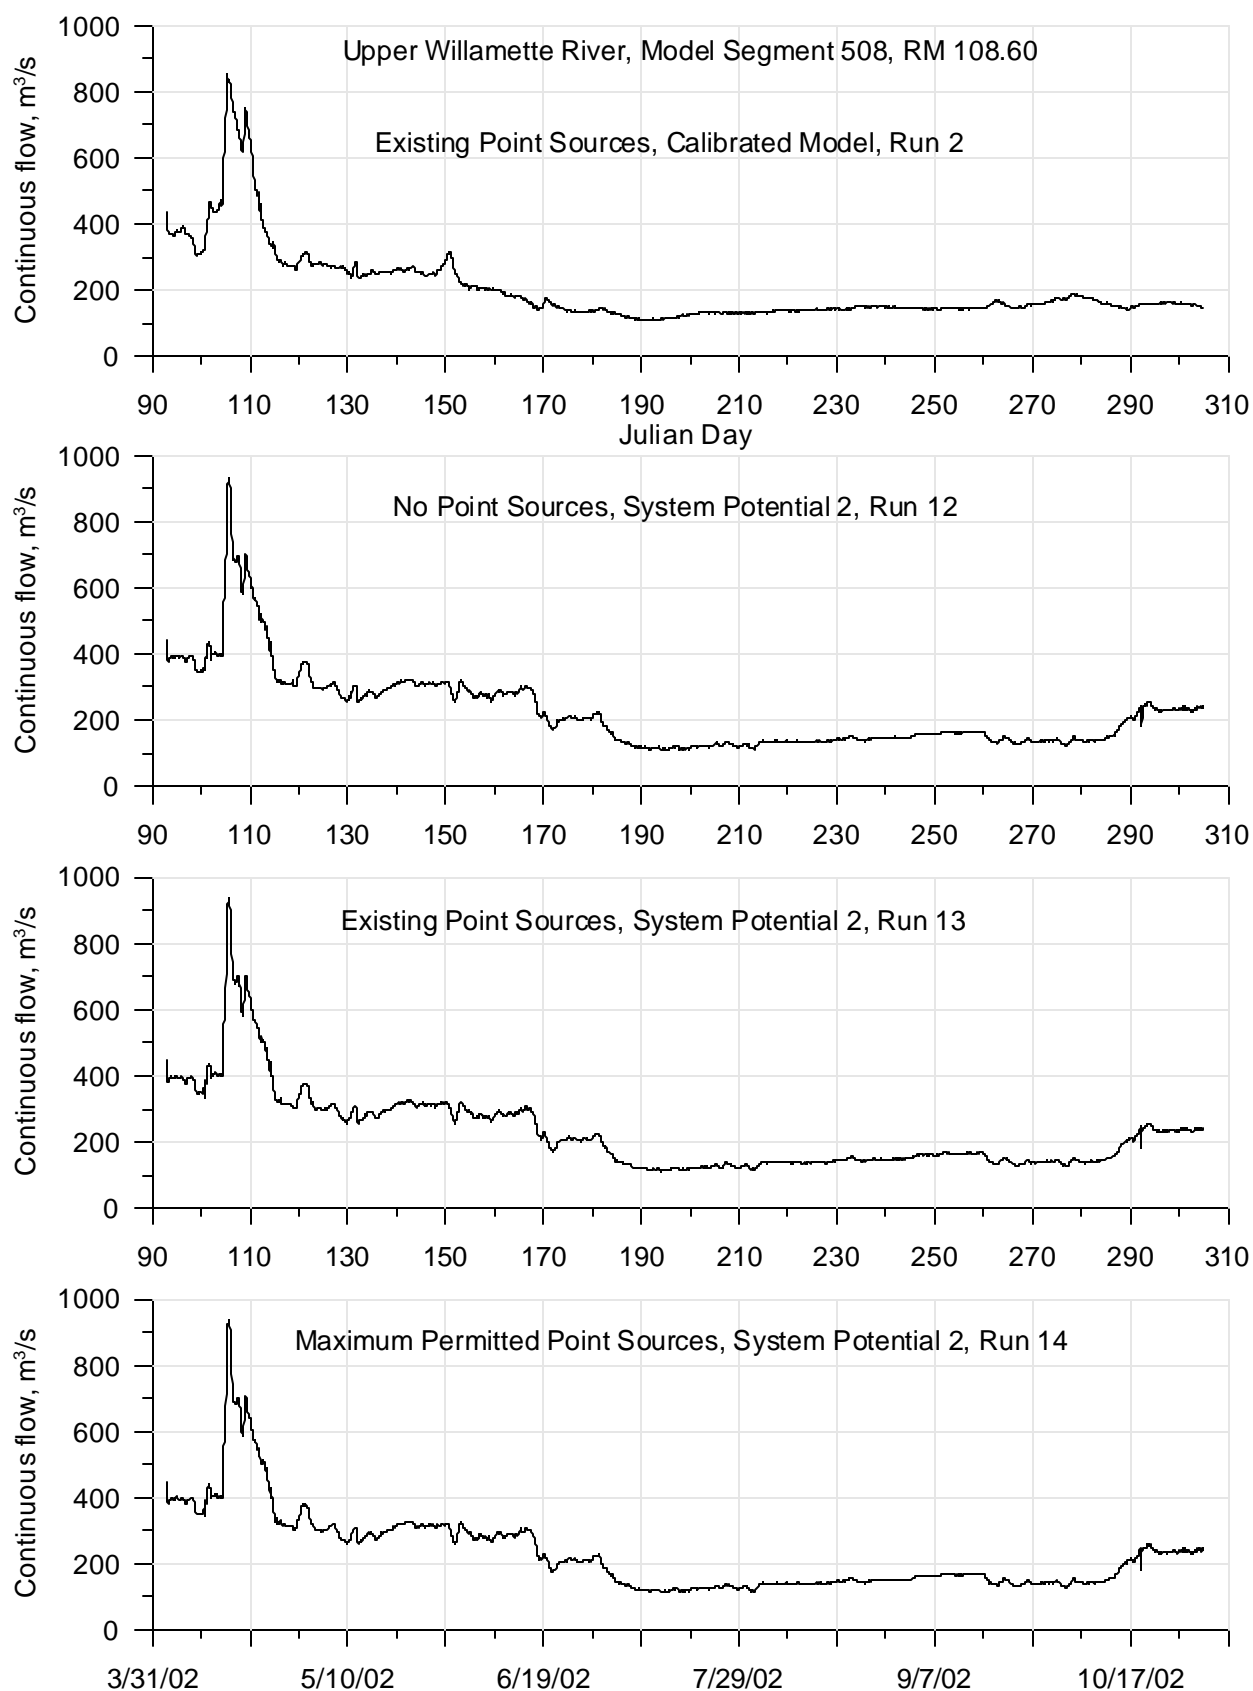 Upper Willamette River, Model Segment 508, RM 108.60
Existing Point Sources, Calibrated Model, Run 2
Continuous flow, m³/s
1000
800
600
400
200
0
90 110 130 150 170 190 210 230 250 270 290 310
Julian Day
No Point Sources, System Potential 2, Run 12
Continuous flow, m³/s
1000
800
600
400
200
0
90 110 130 150 170 190 210 230 250 270 290 310
Existing Point Sources, System Potential 2, Run 13
Continuous flow, m³/s
1000
800
600
400
200
0
90 110 130 150 170 190 210 230 250 270 290 310
Maximum Permitted Point Sources, System Potential 2, Run 14
Continuous flow, m³/s
1000
800
600
400
200
0
3/31/02 5/10/02 6/19/02 7/29/02 9/7/02 10/17/02